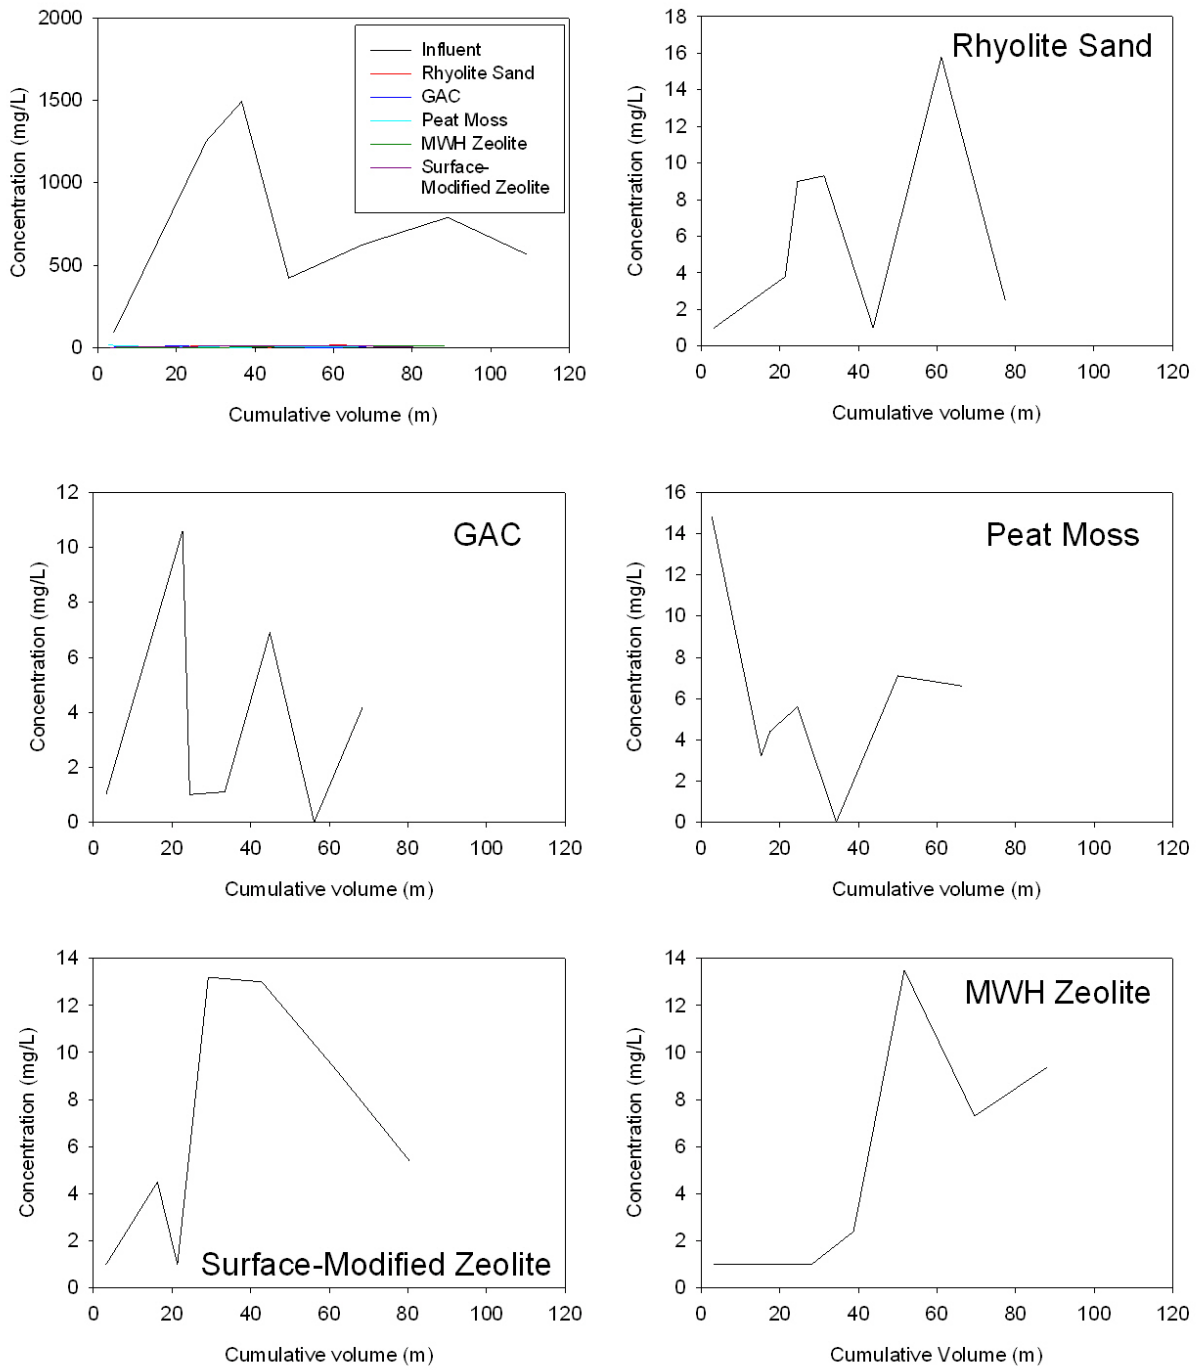 2000
1500
1000
500
0
Concentration (mg/L)
Influent
Rhyolite Sand
GAC
Peat Moss
MWH Zeolite
Surface-
Modified Zeolite
0 20 40 60 80 100 120
Cumulative volume (m)
Rhyolite Sand
18
16
14
12
10
8
6
4
2
0
Concentration (mg/L)
0 20 40 60 80 100 120
Cumulative volume (m)
GAC
12
10
8
6
4
2
0
Concentration (mg/L)
0 20 40 60 80 100 120
Cumulative volume (m)
Peat Moss
16
14
12
10
8
6
4
2
0
Concentration (mg/L)
0 20 40 60 80 100 120
Cumulative volume (m)
14
12
10
8
6
4
2
0
Concentration (mg/L)
Surface-Modified Zeolite
0 20 40 60 80 100 120
Cumulative volume (m)
MWH Zeolite
14
12
10
8
6
4
2
0
Concentration (mg/L)
0 20 40 60 80 100 120
Cumulative Volume (m)